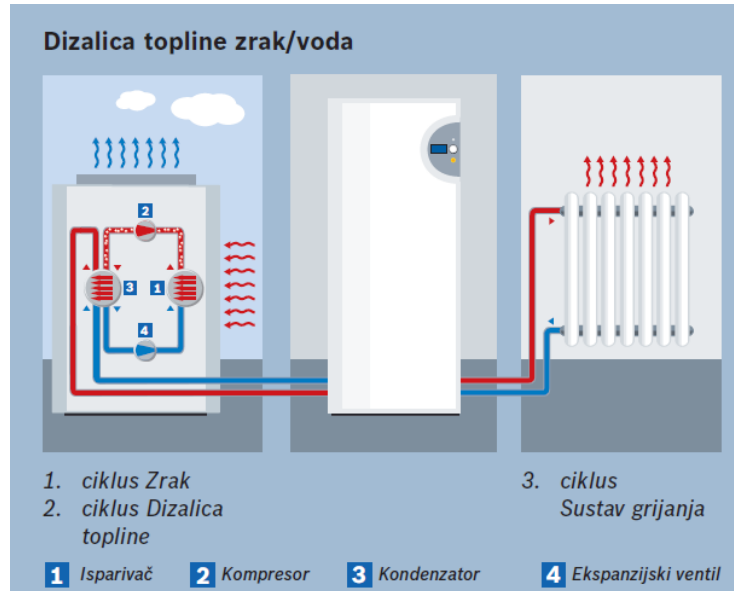 Dizalica topline zrak/voda
2
3
1
4
1. ciklus Zrak
2. ciklus Dizalica
topline
3. ciklus
Sustav grijanja
1 Isparivač 2 Kompresor 3 Kondenzator 4 Ekspanzijski ventil